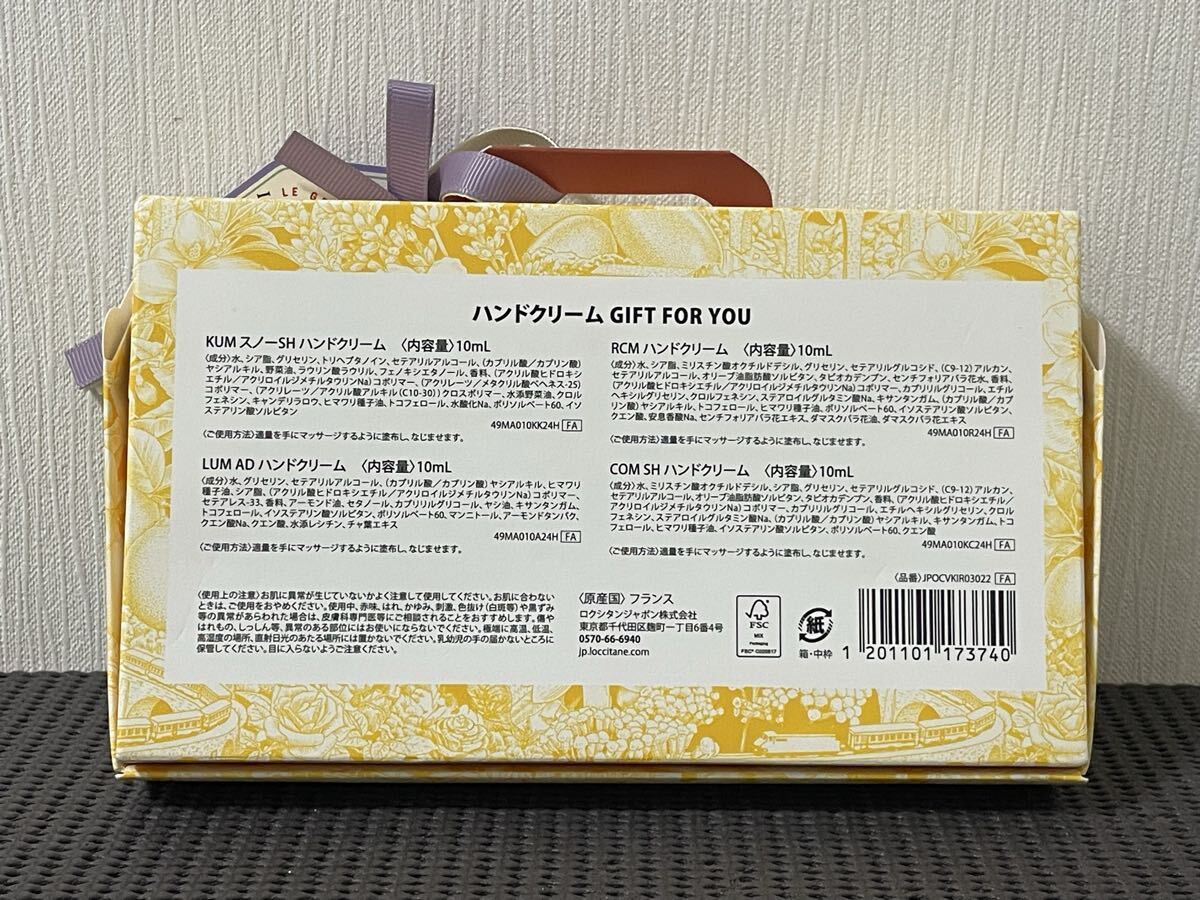 LE G
ハンドクリーム GIFT FOR YOU
KUM スノーSH ハンドクリーム 〈内容量〉10mL
〈成分〉水、シア脂、グリセリン、トリヘプタノイン、セテアリルアルコール、(カプリル酸/カプリン酸)
ヤシアルキル、野菜油、ラウリン酸ラウリル、フェノキシエタノール、香料、(アクリル酸ヒドロキシ
エチル/アクリロイルジメチルタウリンNa)コポリマー、(アクリレーツ/メタクリル酸ベヘネス-25)
コポリマー、(アクリレーツ/アクリル酸アルキル(C10-30))クロスポリマー、水添野菜油、クロル
フェネシン、キャンデリラロウ、ヒマワリ種子油、トコフェロール、水酸化Na、ポリソルベート60、イソ
ステアリン酸ソルビタン
49MA010KK24H FA
〈ご使用方法〉適量を手にマッサージするように塗布し、なじませます。
LUM AD ハンドクリーム 〈内容量〉10mL
〈成分〉水、グリセリン、セテアリルアルコール、(カプリル酸/カプリン酸)ヤシアルキル、ヒマワリ
種子油、シア脂、(アクリル酸ヒドロキシエチル/アクリロイルジメチルタウリンNa)コポリマー、
セテアレス-33、香料、アーモンド油、セタノール、カプリリルグリコール、ヤシ油、キサンタンガム、
トコフェロール、イソステアリン酸ソルビタン、ポリソルベート60、マンニトール、アーモンドタンパク、
クエン酸Na、クエン酸、水添レシチン、チャ葉エキス
49MA010A24H FA
〈ご使用方法〉適量を手にマッサージするように塗布し、なじませます。
RCM ハンドクリーム 〈内容量〉10mL
〈成分〉水、シア脂、ミリスチン酸オクチルドデシル、グリセリン、セテアリルグルコシド、(C9-12)アルカン、
セテアリルアルコール、オリーブ油脂肪酸ソルビタン、タピオカデンプン、センチフォリアバラ花水、香料、
(アクリル酸ヒドロキシエチル/アクリロイルジメチルタウリンNa)コポリマー、カプリリルグリコール、エチル
ヘキシルグリセリン、クロルフェネシン、ステアロイルグルタミン酸Na、キサンタンガム、(カプリル酸/カプ
リン酸)ヤシアルキル、トコフェロール、ヒマワリ種子油、ポリソルベート60、イソステアリン酸ソルビタン、
クエン酸、安息香酸Na、センチフォリアバラ花エキス、ダマスクバラ花油、ダマスクバラ花エキス
49MA010R24H FA
〈ご使用方法〉適量を手にマッサージするように塗布し、なじませます。
COM SH ハンドクリーム 〈内容量〉10mL
〈成分〉水、ミリスチン酸オクチルドデシル、シア脂、グリセリン、セテアリルグルコシド、(C9-12)アルカン、
セテアリルアルコール、オリーブ油脂肪酸ソルビタン、タピオカデンプン、香料、(アクリル酸ヒドロキシエチル/
アクリロイルジメチルタウリンNa)コポリマー、カプリリルグリコール、エチルヘキシルグリセリン、クロル
フェネシン、ステアロイルグルタミン酸Na、(カプリル酸/カプリン酸)ヤシアルキル、キサンタンガム、トコ
フェロール、ヒマワリ種子油、イソステアリン酸ソルビタン、ポリソルベート60、クエン酸
49MA010KC24H FA
〈ご使用方法〉適量を手にマッサージするように塗布し、なじませます。
〈品番〉JPOCVKIR03022 FA
〈使用上の注意〉お肌に異常が生じていないかよく注意して使用してください。お肌に合わない
ときは、ご使用をおやめください。使用中、赤味、はれ、かゆみ、刺激、色抜け(白斑等)や黒ずみ
等の異常があらわれた場合は、皮膚科専門医等にご相談されることをおすすめします。傷や
はれもの、しっしん等、異常のある部位にはお使いにならないでください。極端に高温、低温、
高湿度の場所、直射日光のあたる場所には置かないでください。乳幼児の手の届かないところに
保管してください。目に入らないようご注意ください。
〈原産国〉フランス
ロクシタンジャポン株式会社
東京都千代田区麹町一丁目6番4号
0570-66-6940
jp.loccitane.com
FSC
MIX
Packaging
FSC® C020817
紙
箱・中枠
1 201101 173740